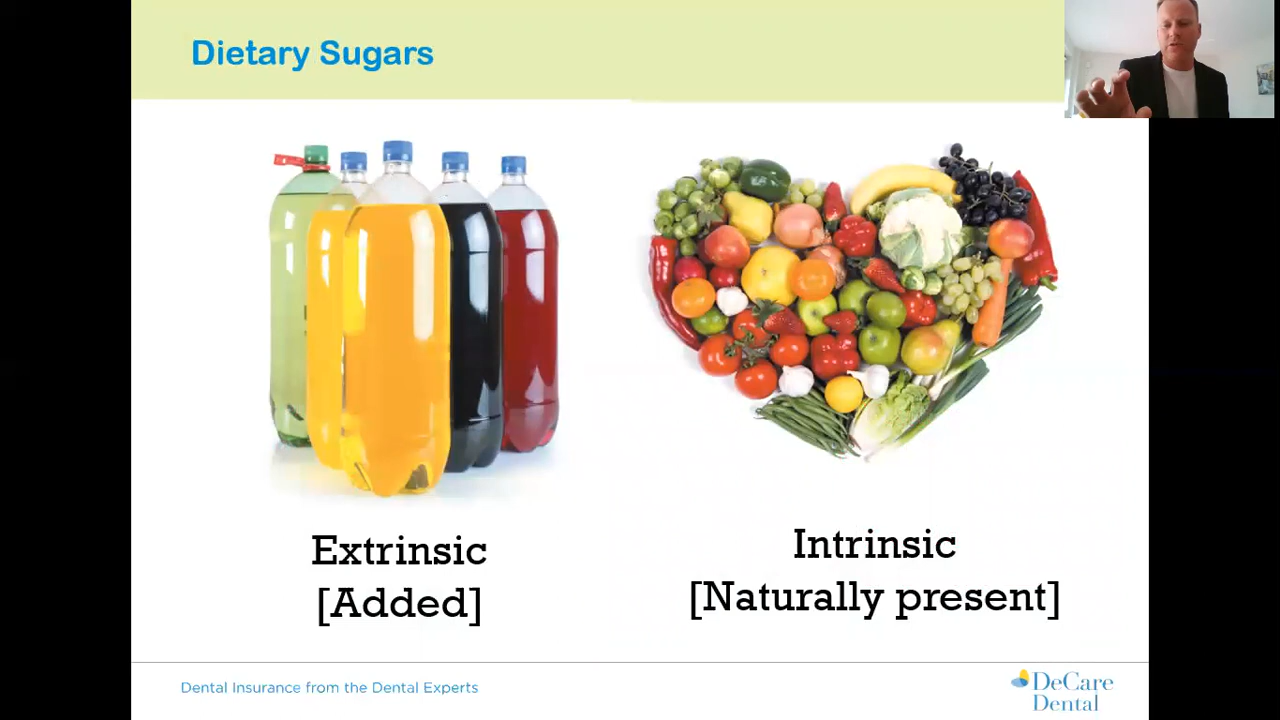 Dietary Sugars
Extrinsic
[Added]
Intrinsic
[Naturally present]
Dental Insurance from the Dental Experts
DeCare
Dental